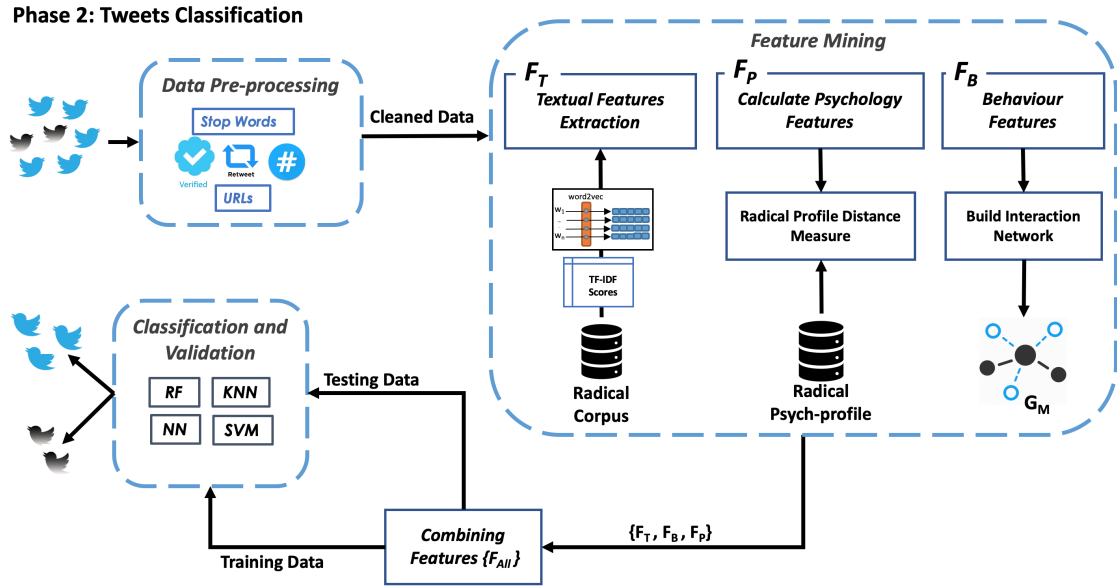 Phase 2: Tweets Classification
Data Pre-processing
Stop Words
Verified
Retweet
#
URLs
Cleaned Data
Feature Mining
F_T
Textual Features
Extraction
word2vec
w₁
..
wₙ
TF-IDF
Scores
Radical
Corpus
F_P
Calculate Psychology
Features
Radical Profile Distance
Measure
Radical
Psych-profile
F_B
Behaviour
Features
Build Interaction
Network
G_M
{F_T , F_B , F_P}
Combining
Features {F_All}
Testing Data
Training Data
Classification and
Validation
RF
KNN
NN
SVM